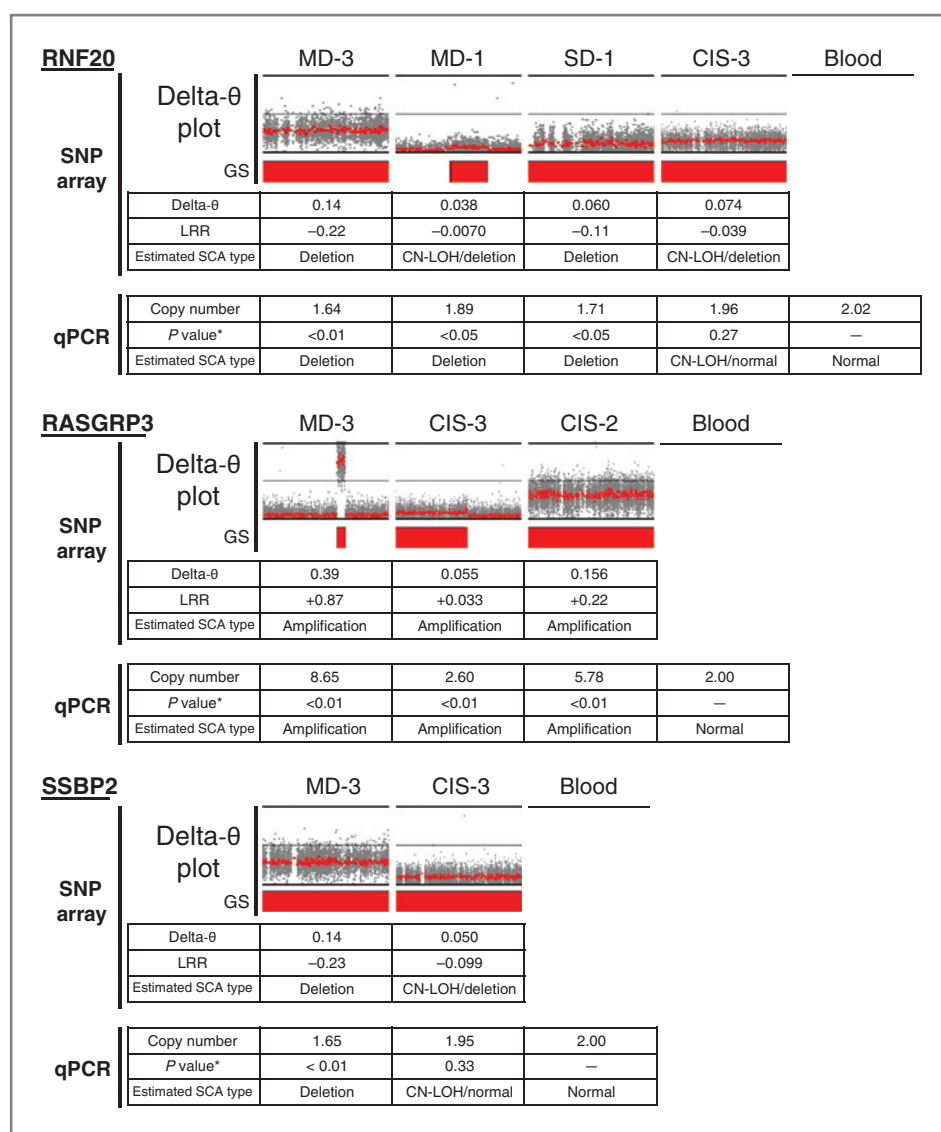 RNF20 MD-3 MD-1 SD-1 CIS-3 Blood
SNP array
Delta-θ plot
GS
Delta-θ 0.14 0.038 0.060 0.074
LRR −0.22 −0.0070 −0.11 −0.039
Estimated SCA type Deletion CN-LOH/deletion Deletion CN-LOH/deletion
qPCR
Copy number 1.64 1.89 1.71 1.96 2.02
P value* <0.01 <0.05 <0.05 0.27 —
Estimated SCA type Deletion Deletion Deletion CN-LOH/normal Normal
RASGRP3 MD-3 CIS-3 CIS-2 Blood
SNP array
Delta-θ plot
GS
Delta-θ 0.39 0.055 0.156
LRR +0.87 +0.033 +0.22
Estimated SCA type Amplification Amplification Amplification
qPCR
Copy number 8.65 2.60 5.78 2.00
P value* <0.01 <0.01 <0.01 —
Estimated SCA type Amplification Amplification Amplification Normal
SSBP2 MD-3 CIS-3 Blood
SNP array
Delta-θ plot
GS
Delta-θ 0.14 0.050
LRR −0.23 −0.099
Estimated SCA type Deletion CN-LOH/deletion
qPCR
Copy number 1.65 1.95 2.00
P value* < 0.01 0.33 —
Estimated SCA type Deletion CN-LOH/normal Normal